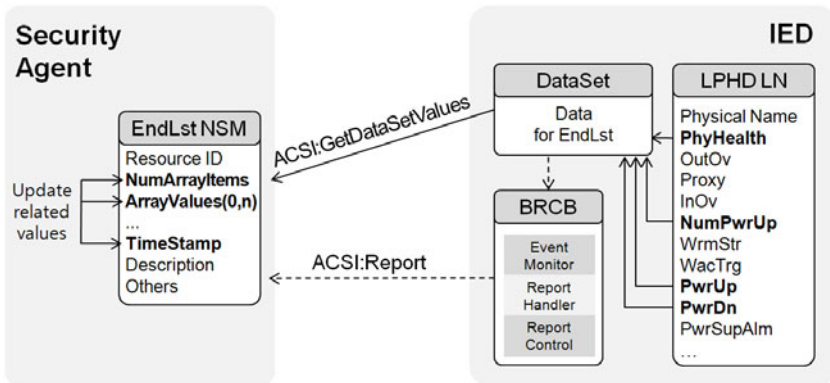 Security
Agent
EndLst NSM
Resource ID
NumArrayItems
ArrayValues(0,n)
...
TimeStamp
Description
Others
Update
related
values
ACSI:GetDataSetValues
ACSI:Report
IED
DataSet
Data
for EndLst
BRCB
Event
Monitor
Report
Handler
Report
Control
LPHD LN
Physical Name
PhyHealth
OutOv
Proxy
InOv
NumPwrUp
WrmStr
WacTrg
PwrUp
PwrDn
PwrSupAlm
...